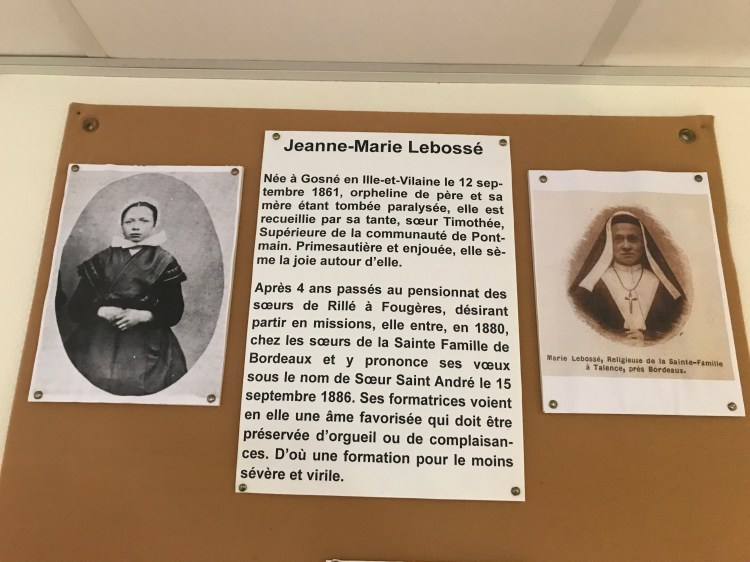 Jeanne-Marie Lebossé
Née à Gosné en Ille-et-Vilaine le 12 sep-
tembre 1861, orpheline de père et sa
mère étant tombée paralysée, elle est
recueillie par sa tante, sœur Timothée,
Supérieure de la communauté de Pont-
main. Primesautière et enjouée, elle sè-
me la joie autour d'elle.
Après 4 ans passés au pensionnat des
sœurs de Rillé à Fougères, désirant
partir en missions, elle entre, en 1880,
chez les sœurs de la Sainte Famille de
Bordeaux et y prononce ses vœux
sous le nom de Sœur Saint André le 15
septembre 1886. Ses formatrices voient
en elle une âme favorisée qui doit être
préservée d'orgueil ou de complaisan-
ces. D'où une formation pour le moins
sévère et virile.
Marie Lebossé, Religieuse de la Sainte-Famille
à Talence, près Bordeaux.